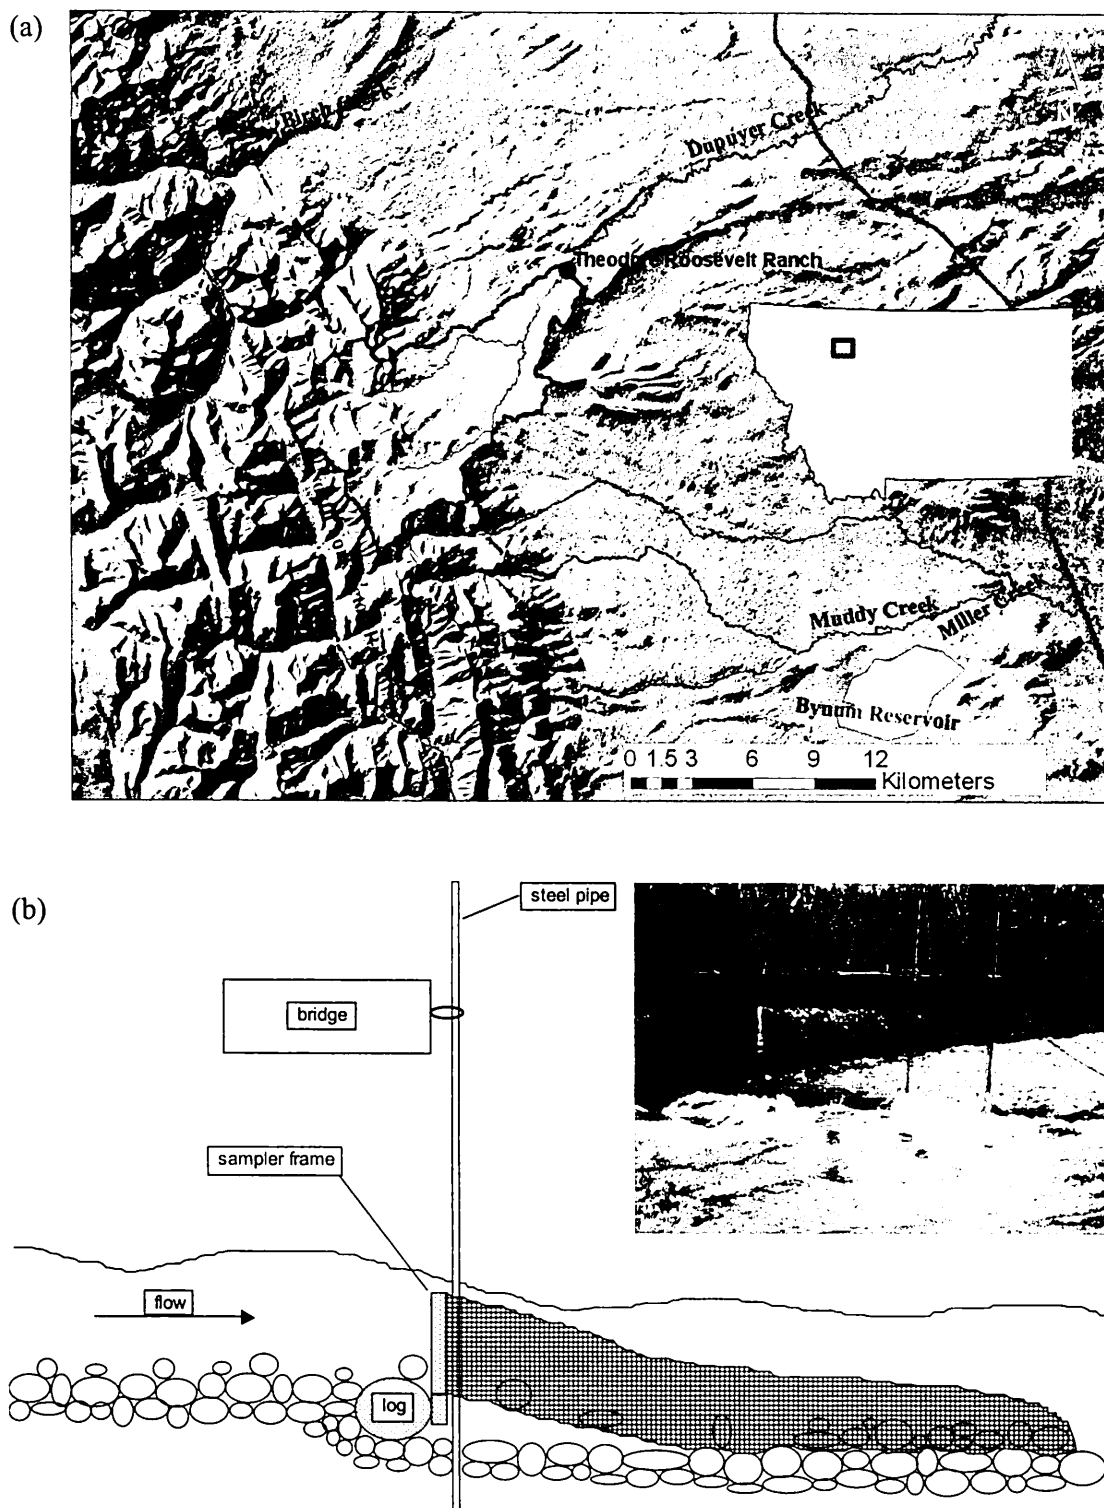 (a)
Birch Creek
Dupuyer Creek
N
Theodore Roosevelt Ranch
Muddy Creek
Miller Creek
Bynum Reservoir
0 1.5 3 6 9 12
Kilometers
(b)
steel pipe
bridge
sampler frame
flow
log